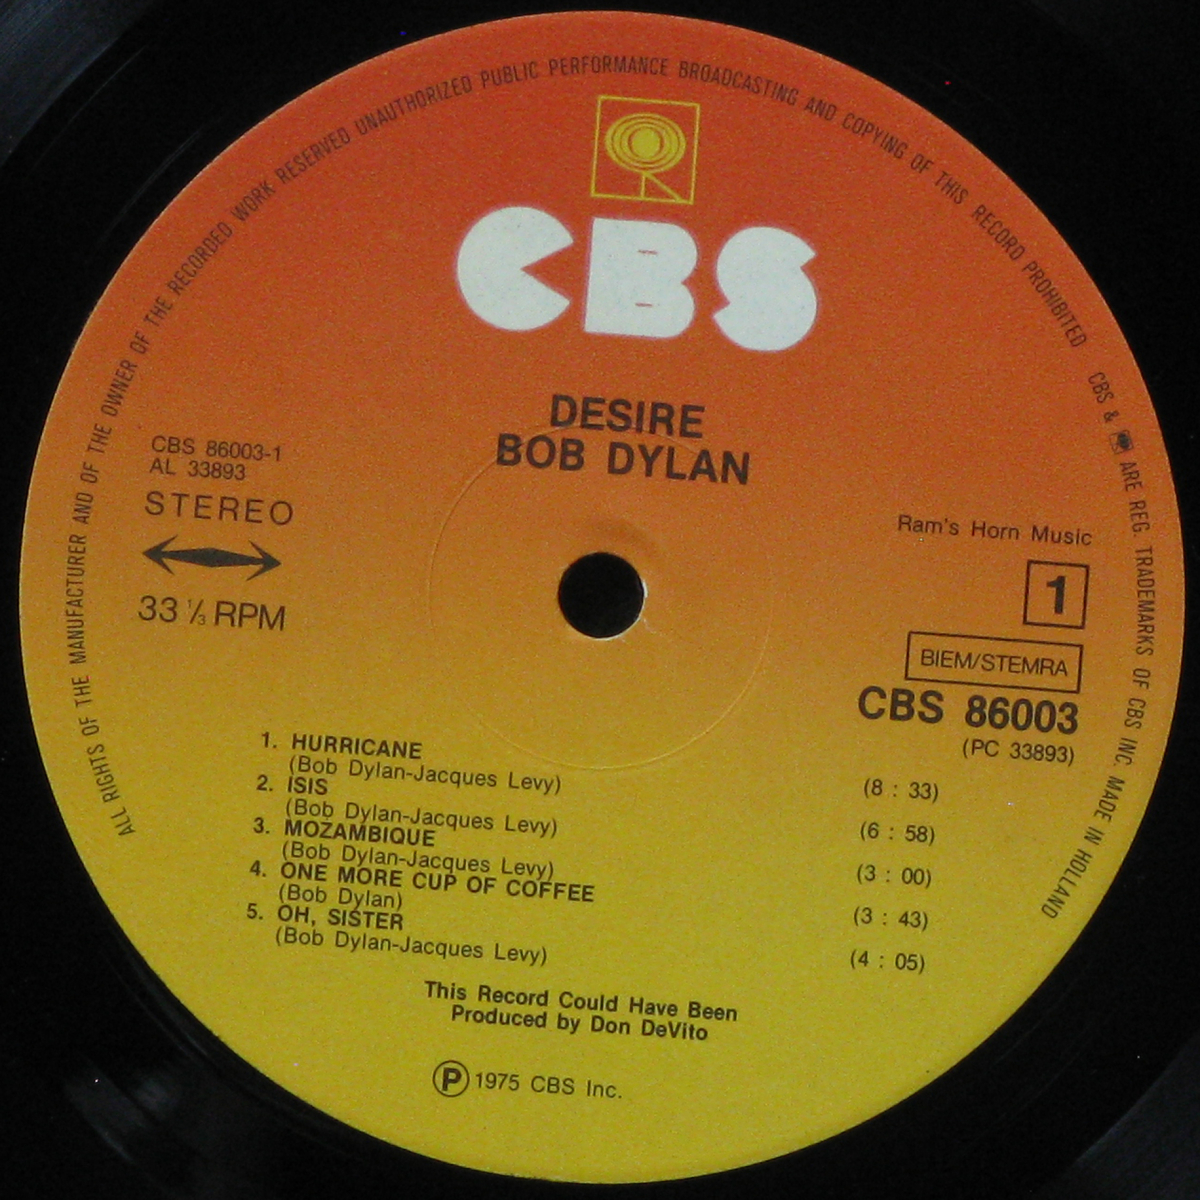 ALL RIGHTS OF THE MANUFACTURER AND OF THE OWNER OF THE RECORDED WORK RESERVED UNAUTHORIZED PUBLIC PERFORMANCE BROADCASTING AND COPYING OF THIS RECORD PROHIBITED
CBS & ARE REG. TRADEMARKS OF CBS INC. MADE IN HOLLAND
CBS
DESIRE
BOB DYLAN
CBS 86003-1
AL 33893
STEREO
33 ⅓ RPM
Ram's Horn Music
1
BIEM/STEMRA
CBS 86003
(PC 33893)
1. HURRICANE
(Bob Dylan-Jacques Levy) (8 : 33)
2. ISIS
(Bob Dylan-Jacques Levy) (6 : 58)
3. MOZAMBIQUE
(Bob Dylan-Jacques Levy) (3 : 00)
4. ONE MORE CUP OF COFFEE
(Bob Dylan) (3 : 43)
5. OH, SISTER
(Bob Dylan-Jacques Levy) (4 : 05)
This Record Could Have Been
Produced by Don DeVito
Ⓟ 1975 CBS Inc.